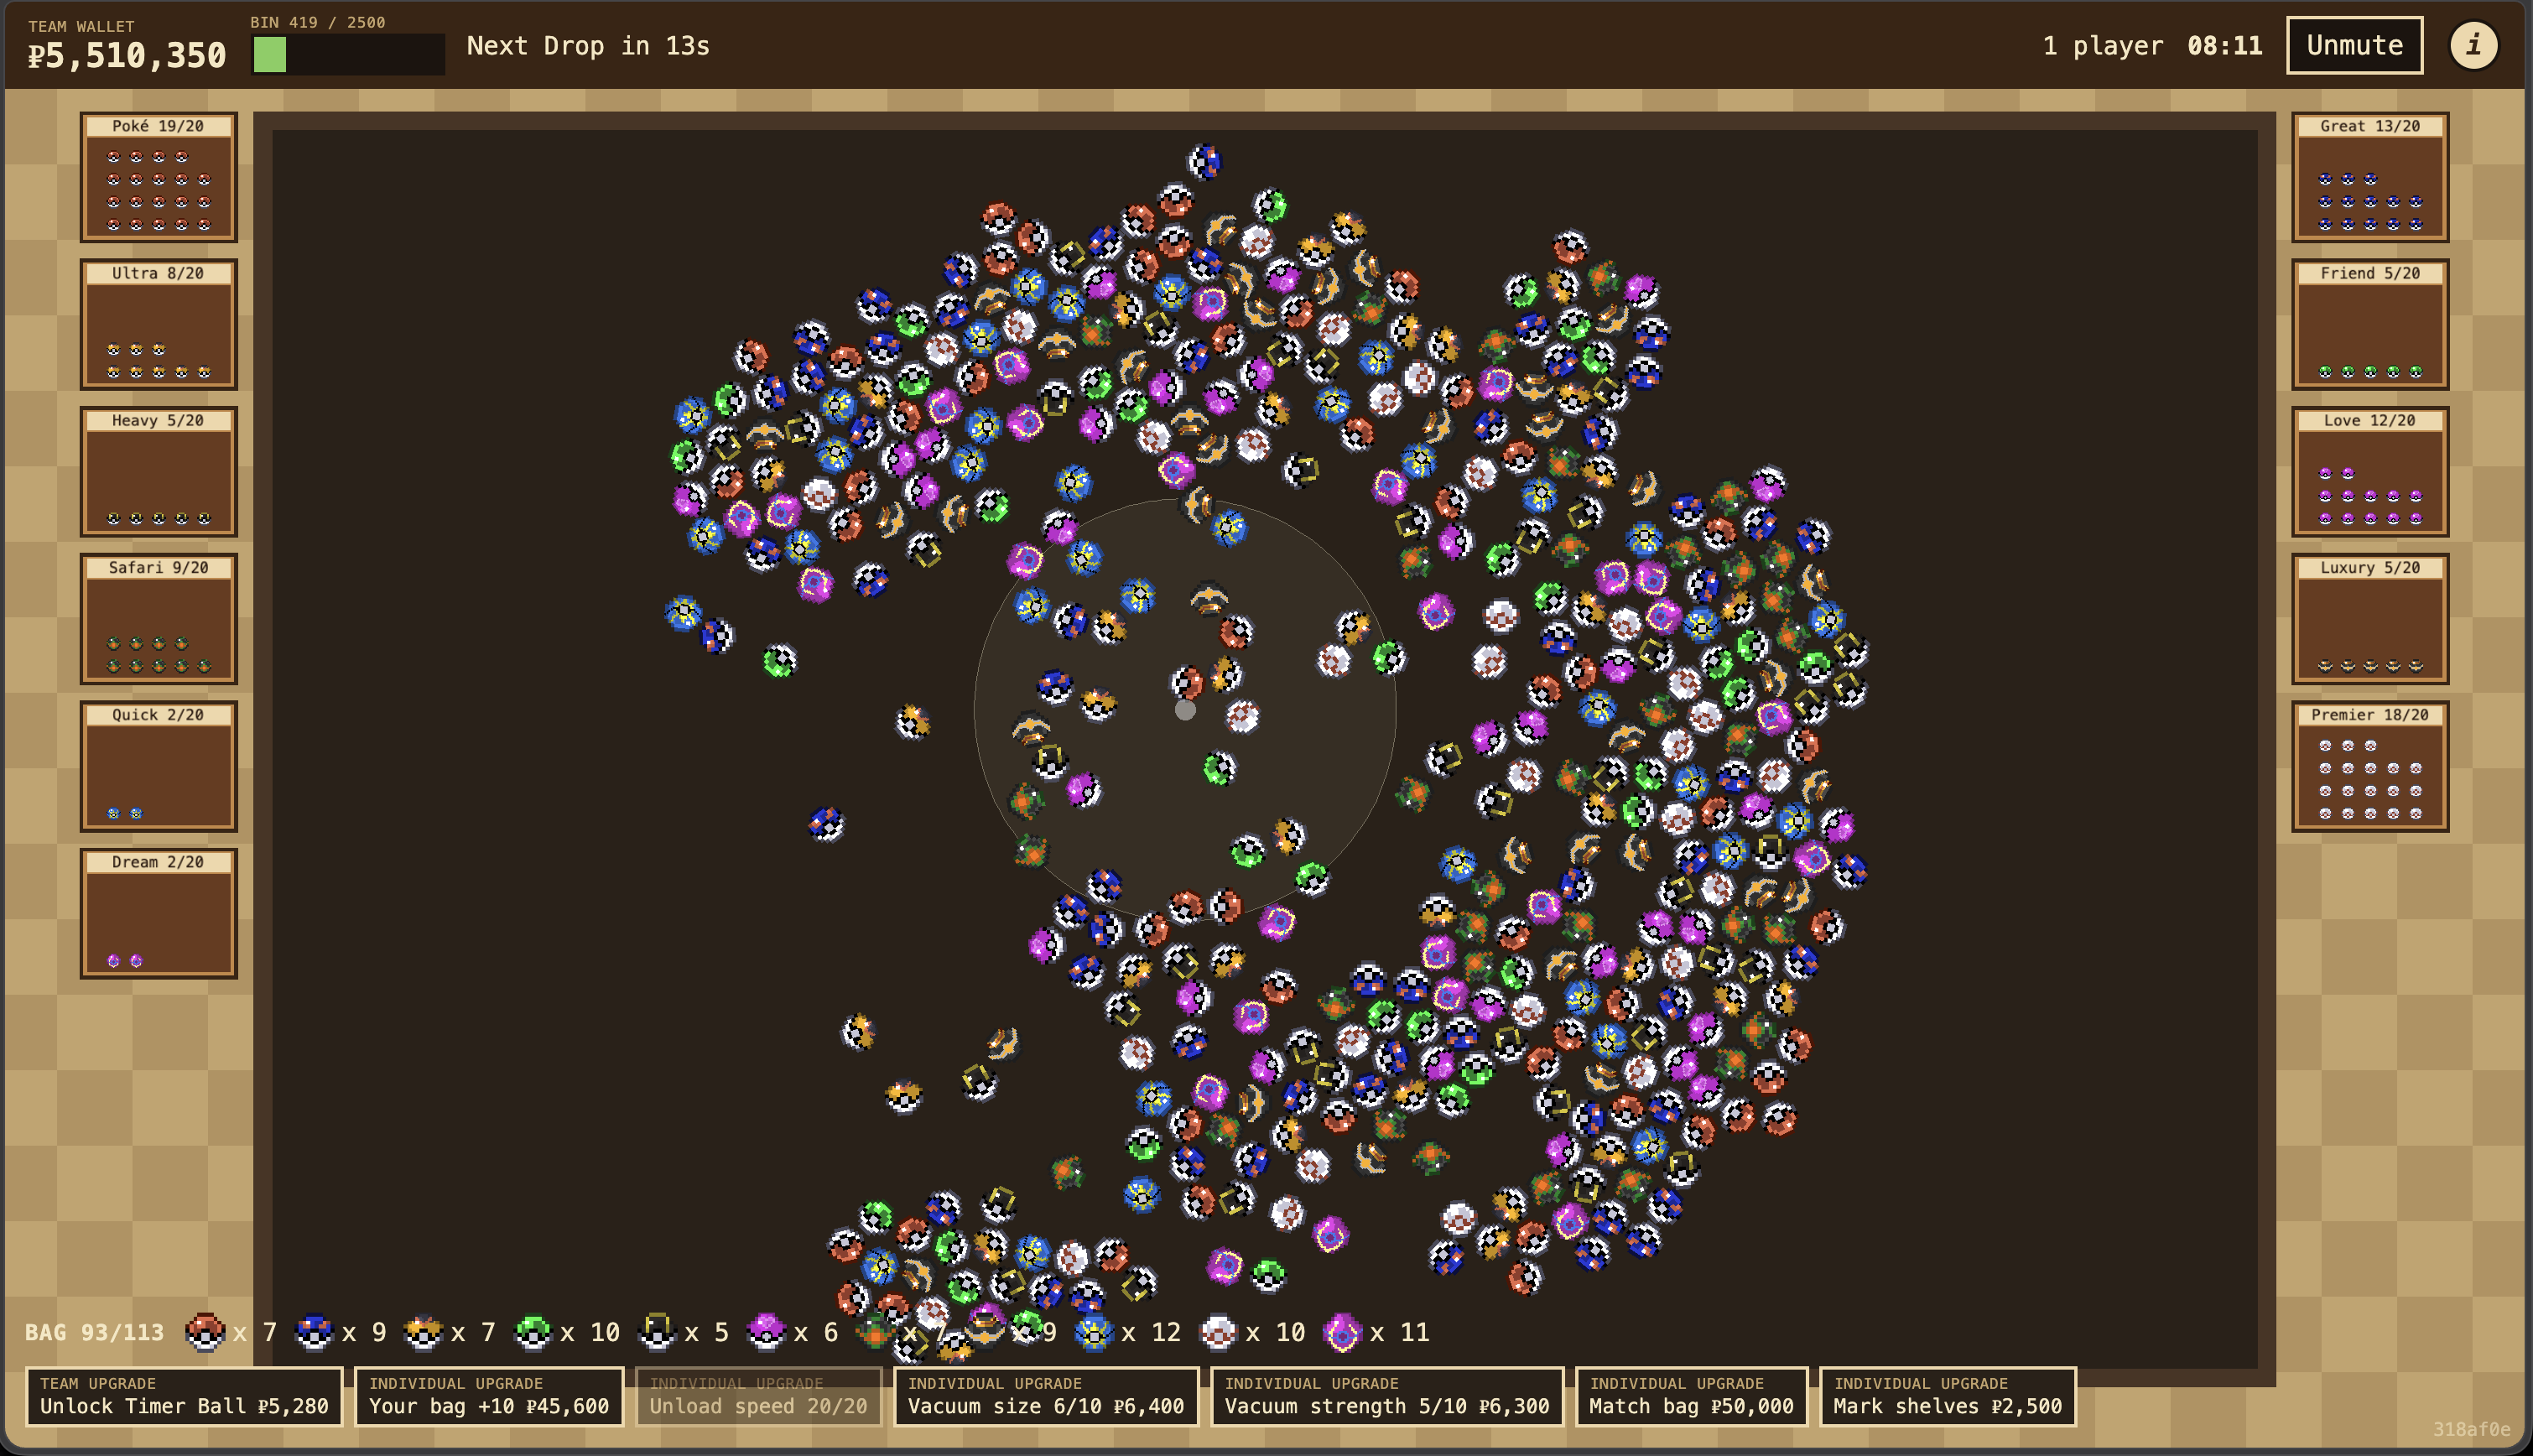 TEAM WALLET
₽5,510,350
BIN 419 / 2500
Next Drop in 13s
1 player 08:11
Unmute
i
Poké 19/20
Great 13/20
Ultra 8/20
Friend 5/20
Heavy 5/20
Love 12/20
Safari 9/20
Luxury 5/20
Quick 2/20
Premier 18/20
Dream 2/20
BAG 93/113 x 7 x 9 x 7 x 10 x 5 x 6 x 7 x 9 x 12 x 10 x 11
TEAM UPGRADE
Unlock Timer Ball ₽5,280
INDIVIDUAL UPGRADE
Your bag +10 ₽45,600
INDIVIDUAL UPGRADE
Unload speed 20/20
INDIVIDUAL UPGRADE
Vacuum size 6/10 ₽6,400
INDIVIDUAL UPGRADE
Vacuum strength 5/10 ₽6,300
INDIVIDUAL UPGRADE
Match bag ₽50,000
INDIVIDUAL UPGRADE
Mark shelves ₽2,500
318af0e